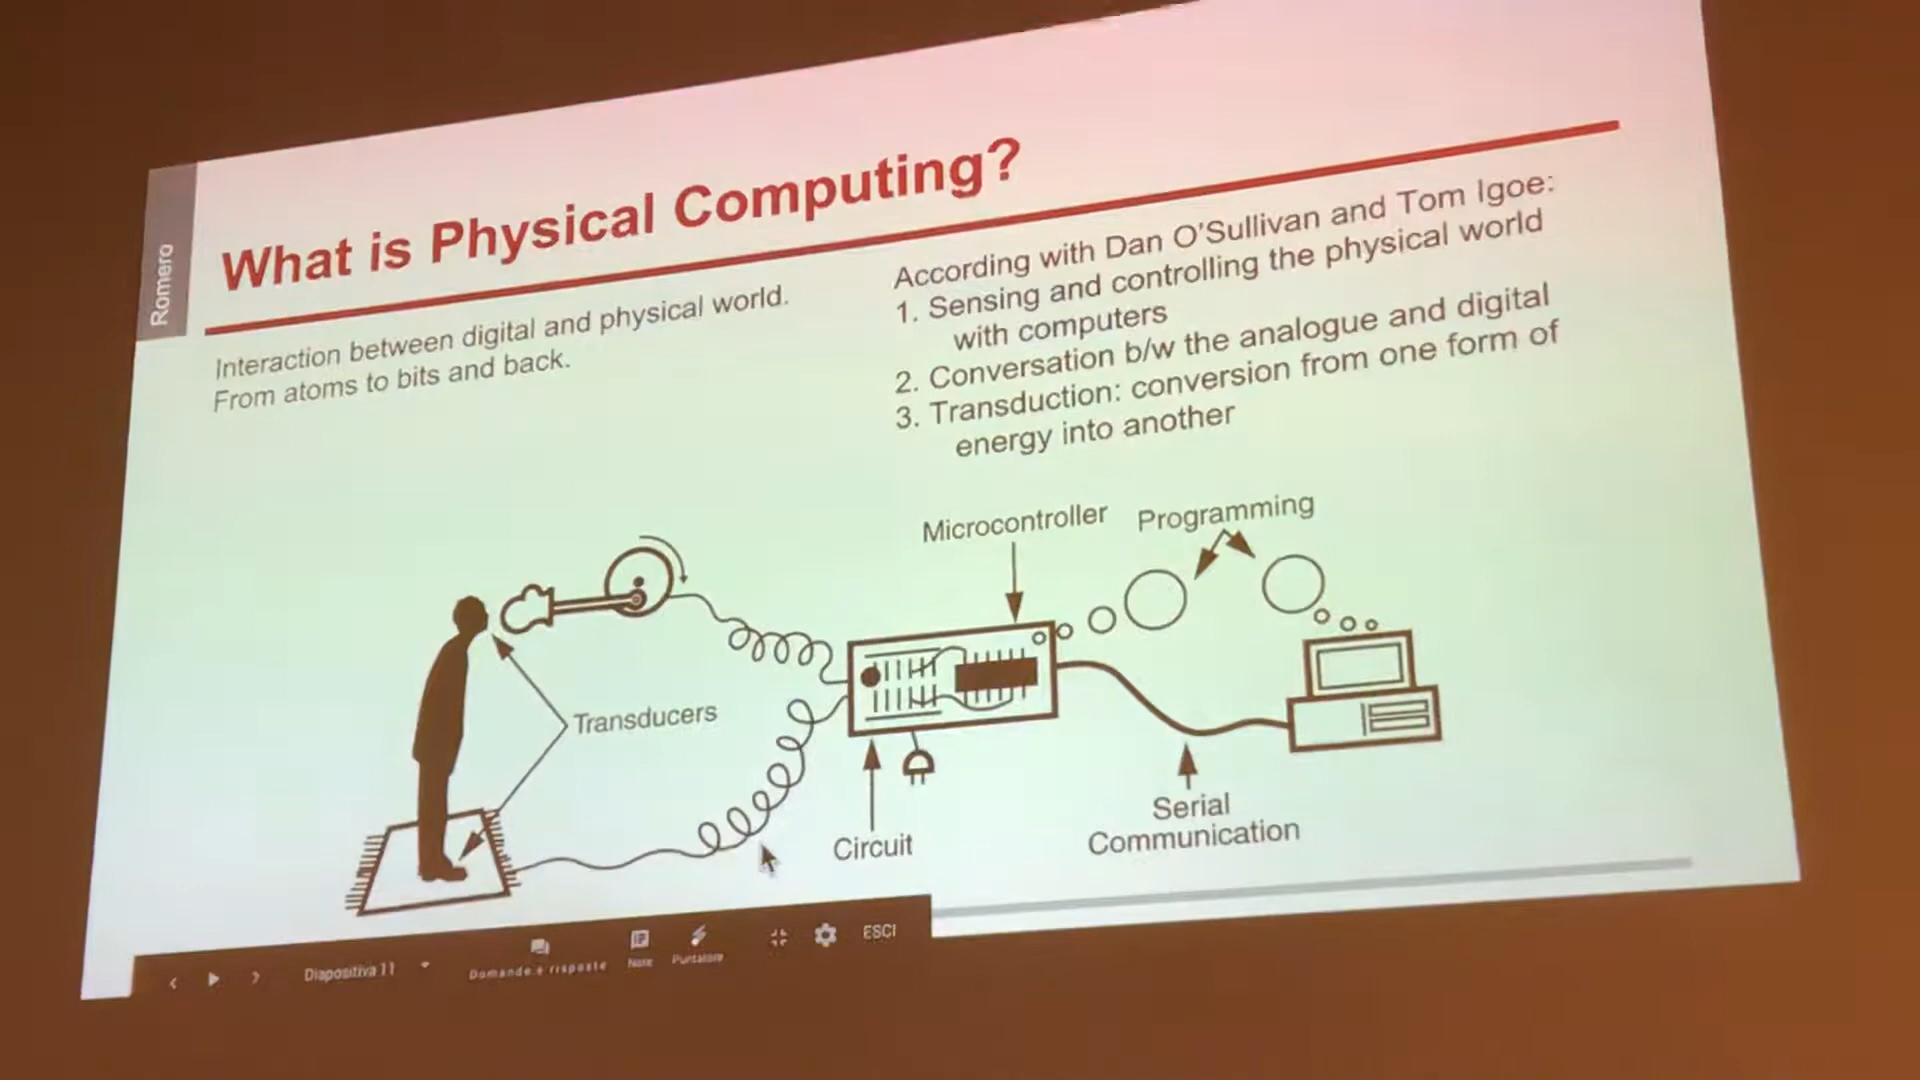 Romero
What is Physical Computing?
Interaction between digital and physical world.
From atoms to bits and back.
According with Dan O'Sullivan and Tom Igoe:
1. Sensing and controlling the physical world
with computers
2. Conversation b/w the analogue and digital
3. Transduction: conversion from one form of
energy into another
Microcontroller
Programming
Transducers
Circuit
Serial
Communication
Diapositiva 11
Domande e risposte
Note
Puntatore
ESCI